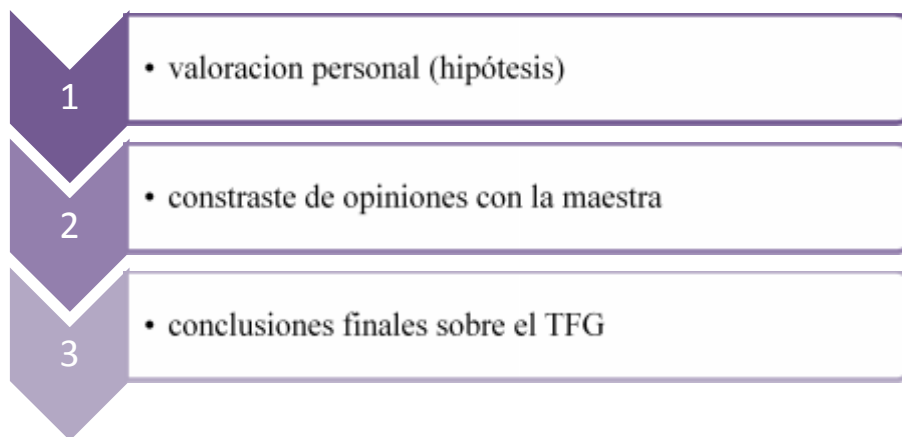 1
• valoracion personal (hipótesis)
2
• constraste de opiniones con la maestra
3
• conclusiones finales sobre el TFG